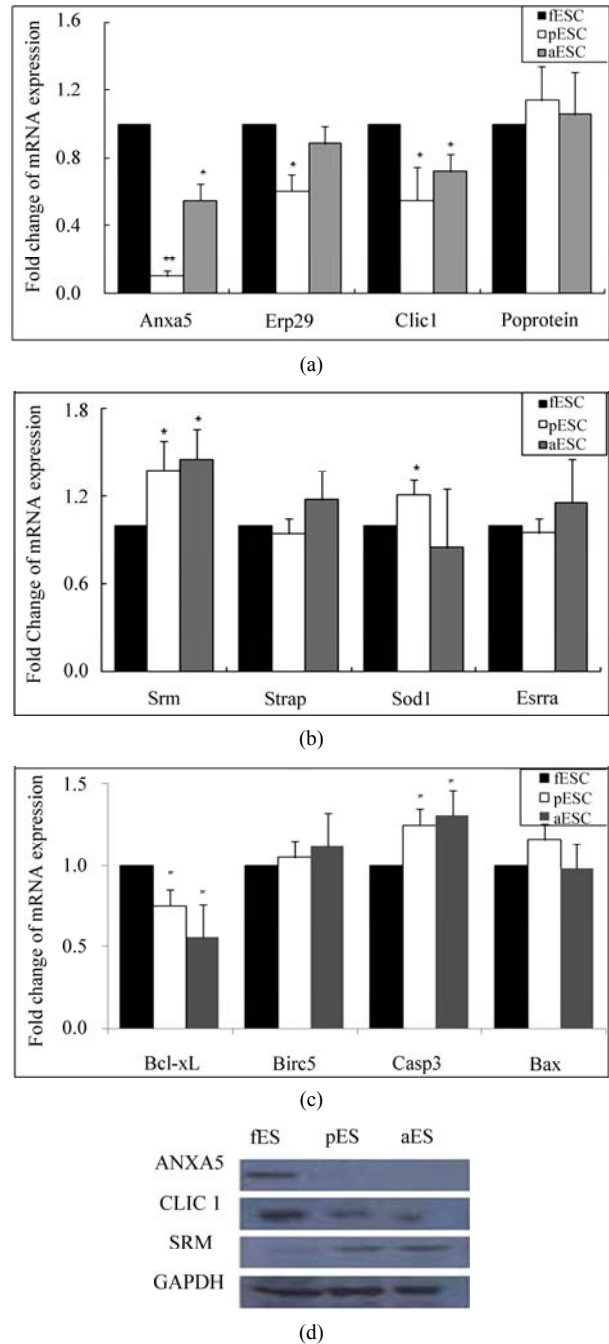 1.6
1.2
0.8
0.4
0.0
Fold change of mRNA expression
fESC
pESC
aESC
** * * * *
Anxa5 Erp29 Clic1 Poprotein
(a)
1.8
1.2
0.6
0.0
Fold Change of mRNA expression
fESC
pESC
aESC
* * *
Srm Strap Sod1 Esrra
(b)
1.5
1.0
0.5
0.0
Fold change of mRNA expression
fESC
pESC
aESC
* * * *
Bcl-xL Birc5 Casp3 Bax
(c)
fES pES aES
ANXA5
CLIC 1
SRM
GAPDH
(d)